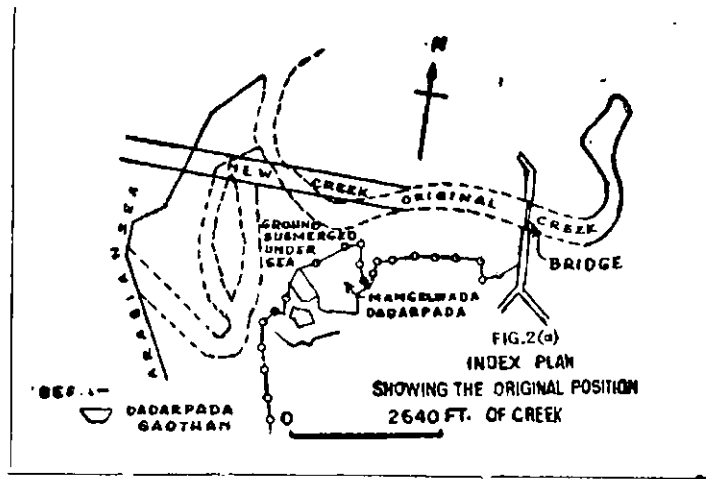 N
NEW CREEK
ORIGINAL CREEK
ARABIAN SEA
GROUND
SUBMERGED
UNDER
SEA
BRIDGE
MANGELWADA
DADARPADA
FIG.2(a)
INDEX PLAN
SHOWING THE ORIGINAL POSITION
OF CREEK
DADARPADA
GAOTHAN
0 2640 FT.